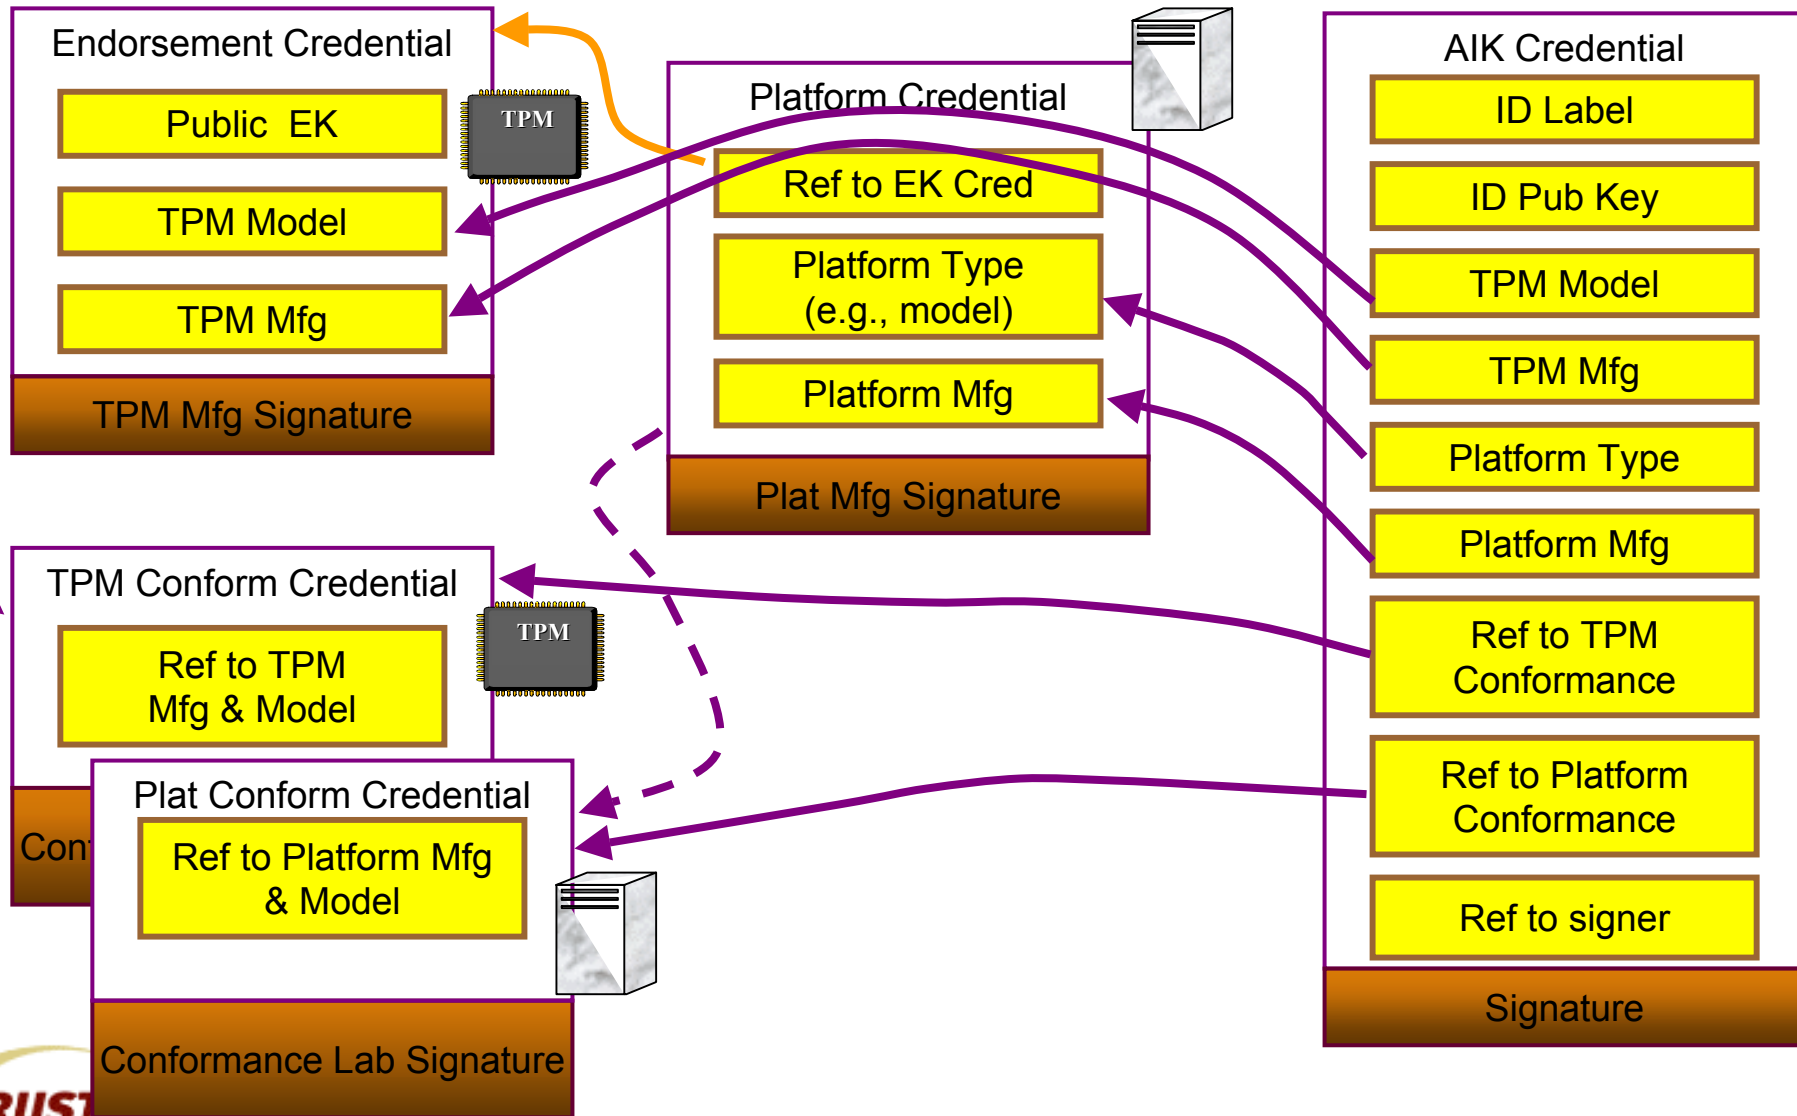 Endorsement Credential
Public EK
TPM
TPM Model
TPM Mfg
TPM Mfg Signature
Platform Credential
Ref to EK Cred
Platform Type
(e.g., model)
Platform Mfg
Plat Mfg Signature
AIK Credential
ID Label
ID Pub Key
TPM Model
TPM Mfg
Platform Type
Platform Mfg
Ref to TPM
Conformance
Ref to Platform
Conformance
Ref to signer
Signature
TPM Conform Credential
TPM
Ref to TPM
Mfg & Model
Con
Plat Conform Credential
Ref to Platform Mfg
& Model
Conformance Lab Signature
RUST